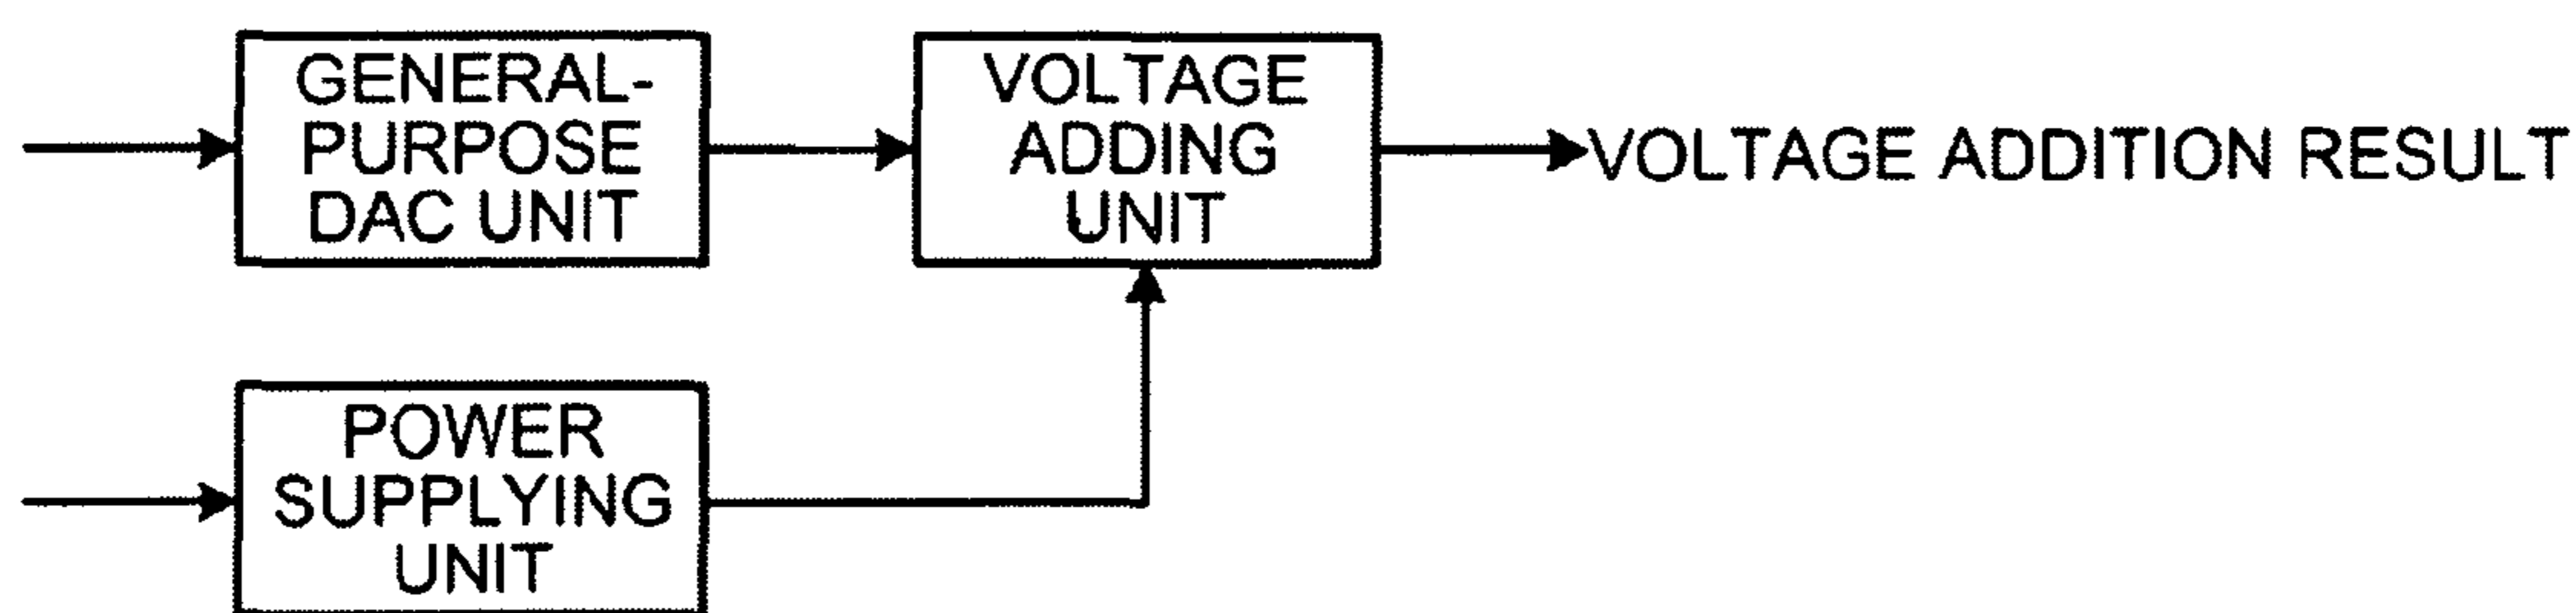 GENERAL-
PURPOSE
DAC UNIT
VOLTAGE
ADDING
UNIT
VOLTAGE ADDITION RESULT
POWER
SUPPLYING
UNIT